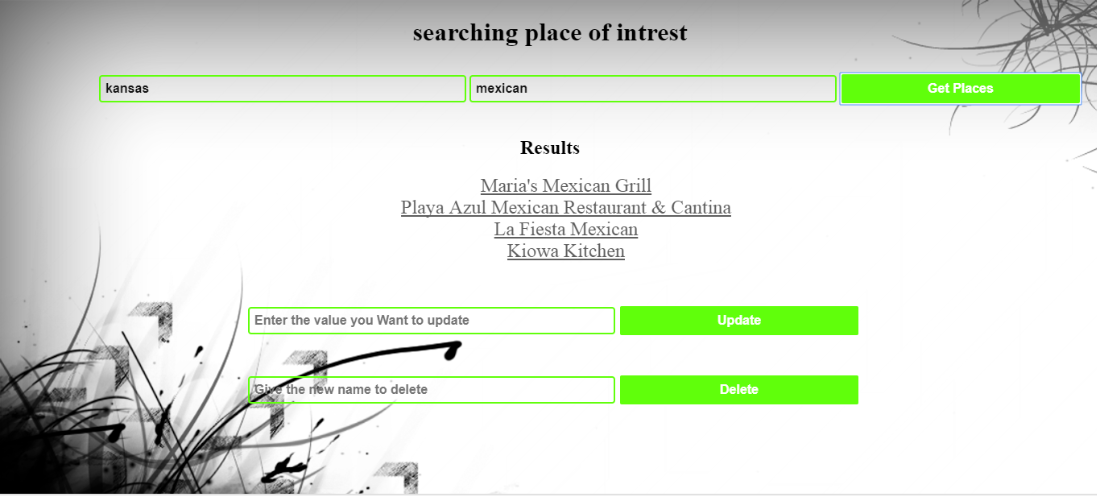 searching place of intrest
kansas mexican Get Places
Results
Maria's Mexican Grill
Playa Azul Mexican Restaurant & Cantina
La Fiesta Mexican
Kiowa Kitchen
Enter the value you Want to update Update
Give the new name to delete Delete